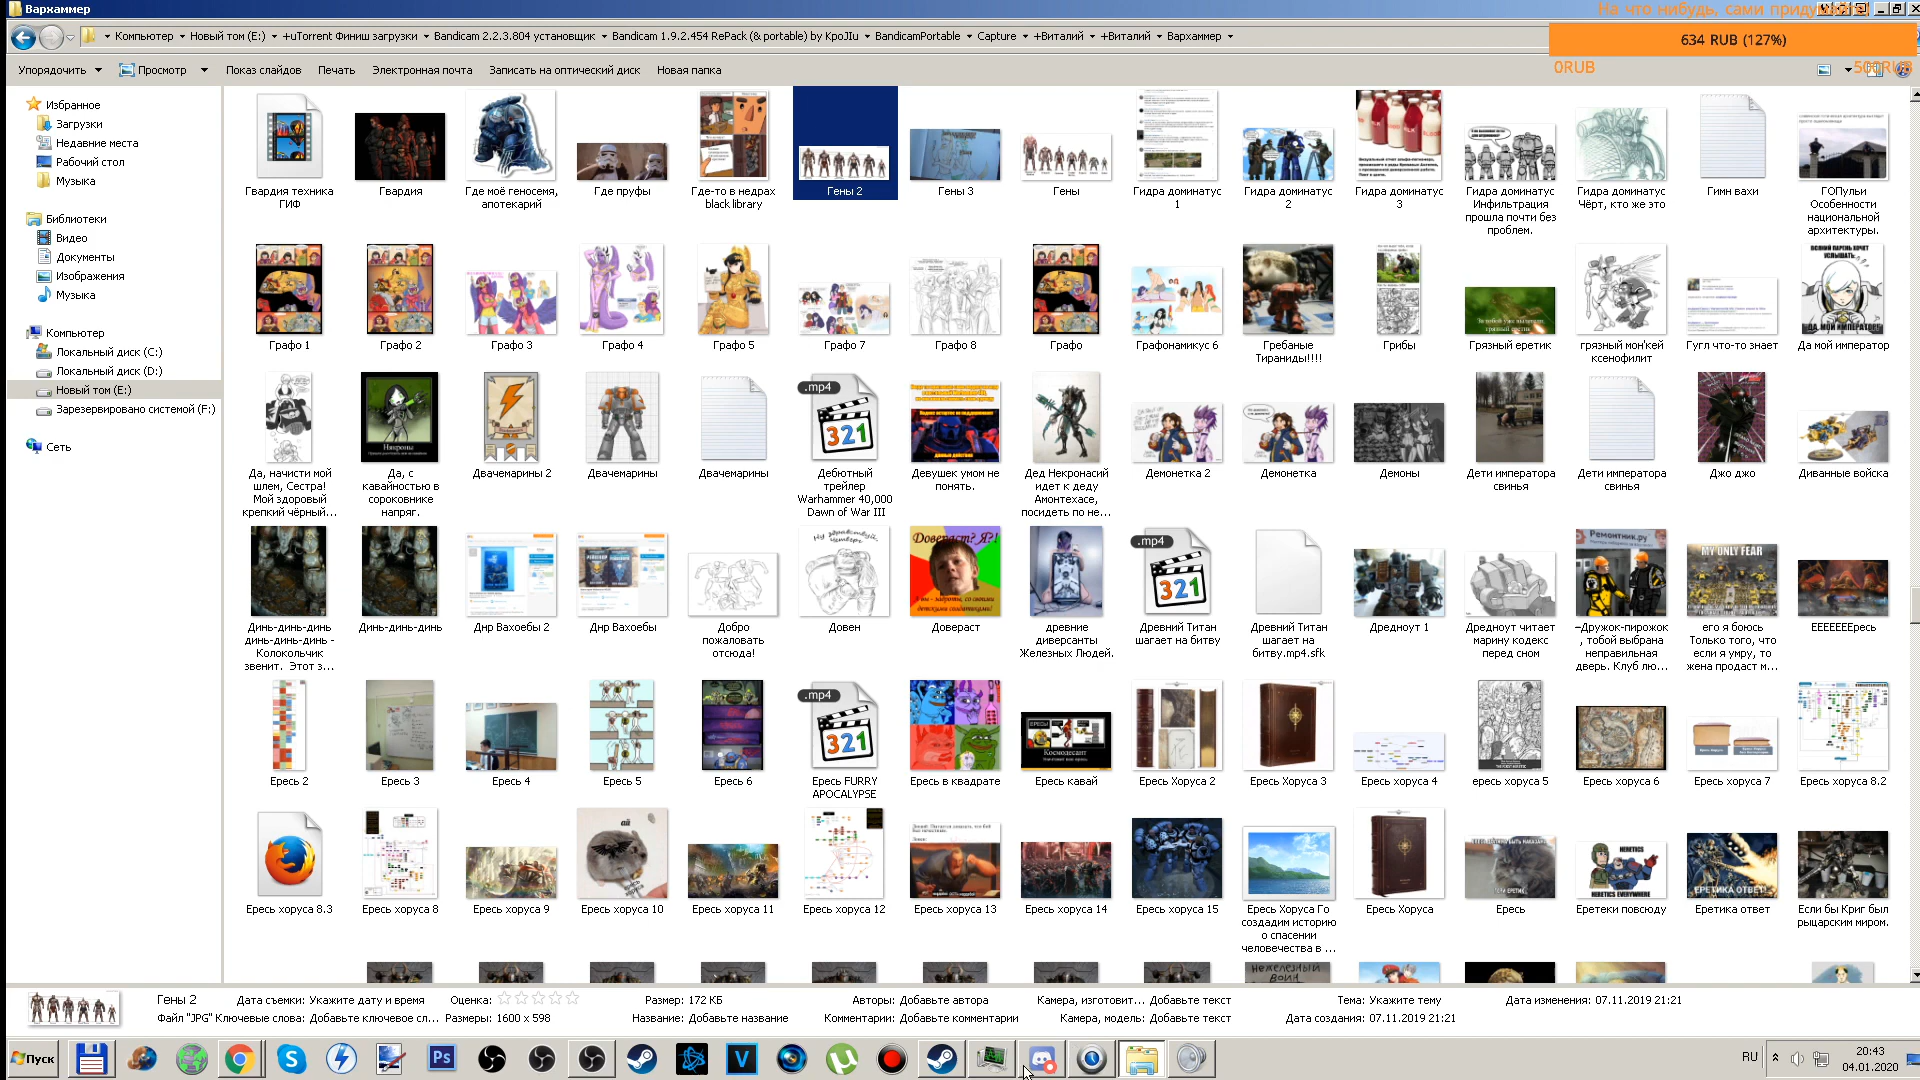 Вархаммер
На что нибудь, сами приду
634 RUB (127%)
0RUB
Компьютер
Новый том (E:)
+uTorrent Финиш загрузки
Bandicam 2.2.3.804 установщик
Bandicam 1.9.2.454 RePack (& portable) by KpoJIIu
BandicamPortable
Capture
+Виталий
+Виталий
Вархаммер
Упорядочить
Просмотр
Показ слайдов
Печать
Электронная почта
Записать на оптический диск
Новая папка
Избранное
Загрузки
Недавние места
Рабочий стол
Музыка
Библиотеки
Видео
Документы
Изображения
Музыка
Компьютер
Локальный диск (C:)
Локальный диск (D:)
Новый том (E:)
Зарезервировано системой (F:)
Сеть
Гвардия техника ГИФ
Гвардия
Где моё геносемя, апотекарий
Где пруфы
Где-то в недрах black library
Гены 2
Гены 3
Гены
Гидра доминатус 1
Гидра доминатус 2
Гидра доминатус 3
Гидра доминатус Инфильтрация прошла почти без проблем.
Гидра доминатус Чёрт, кто же это
Гимн вахи
ГОПульи Особенности национальной архитектуры.
Графо 1
Графо 2
Графо 3
Графо 4
Графо 5
Графо 7
Графо 8
Графо
Графонамикус 6
Гребаные Тираниды!!!!
Грибы
Грязный еретик
грязный мон'кей ксенофилит
Гугл что-то знает
Да мой император
Да, начисти мой шлем, Сестра! Мой здоровый крепкий чёрный...
Да, с кавайностью в сороковнике напряг.
Двачемарины 2
Двачемарины
Двачемарины
Дебютный трейлер Warhammer 40,000 Dawn of War III
Девушек умом не понять.
Дед Некронасий идет к деду Амонтехасе, посидеть по не...
Демонетка 2
Демонетка
Демоны
Дети императора свинья
Дети императора свинья
Джо джо
Диванные войска
Динь-динь-динь динь-динь-динь - Колокольчик звенит. Этот з...
Динь-динь-динь
Днр Вахоебы 2
Днр Вахоебы
Добро пожаловать отсюда!
Довен
Довераст
древние диверсанты Железных Людей.
Древний Титан шагает на битву
Древний Титан шагает на битву.mp4.sfk
Дредноут 1
Дредноут читает марину кодекс перед сном
–Дружок-пирожок, тобой выбрана неправильная дверь. Клуб лю...
его я боюсь Только того, что если я умру, то жена продаст м...
ЕЕЕЕЕЕЕресь
Ересь 2
Ересь 3
Ересь 4
Ересь 5
Ересь 6
Ересь FURRY APOCALYPSE
Ересь в квадрате
Ересь кавай
Ересь Хоруса 2
Ересь Хоруса 3
Ересь хоруса 4
ересь хоруса 5
Ересь хоруса 6
Ересь хоруса 7
Ересь хоруса 8.2
Ересь хоруса 8.3
Ересь хоруса 8
Ересь хоруса 9
Ересь хоруса 10
Ересь хоруса 11
Ересь хоруса 12
Ересь хоруса 13
Ересь хоруса 14
Ересь хоруса 15
Ересь Хоруса Го создадим историю о спасении человечества в ...
Ересь Хоруса
Ересь
Еретеки повсюду
Еретика ответ
Если бы Криг был рыцарским миром.
Гены 2
Дата съемки: Укажите дату и время
Оценка:
Размер: 172 КБ
Авторы: Добавьте автора
Камера, изготовит... Добавьте текст
Тема: Укажите тему
Дата изменения: 07.11.2019 21:21
Файл "JPG"
Ключевые слова: Добавьте ключевое сл...
Размеры: 1600 x 598
Название: Добавьте название
Комментарии: Добавьте комментарии
Камера, модель: Добавьте текст
Дата создания: 07.11.2019 21:21
Пуск
RU
20:43
04.01.2020